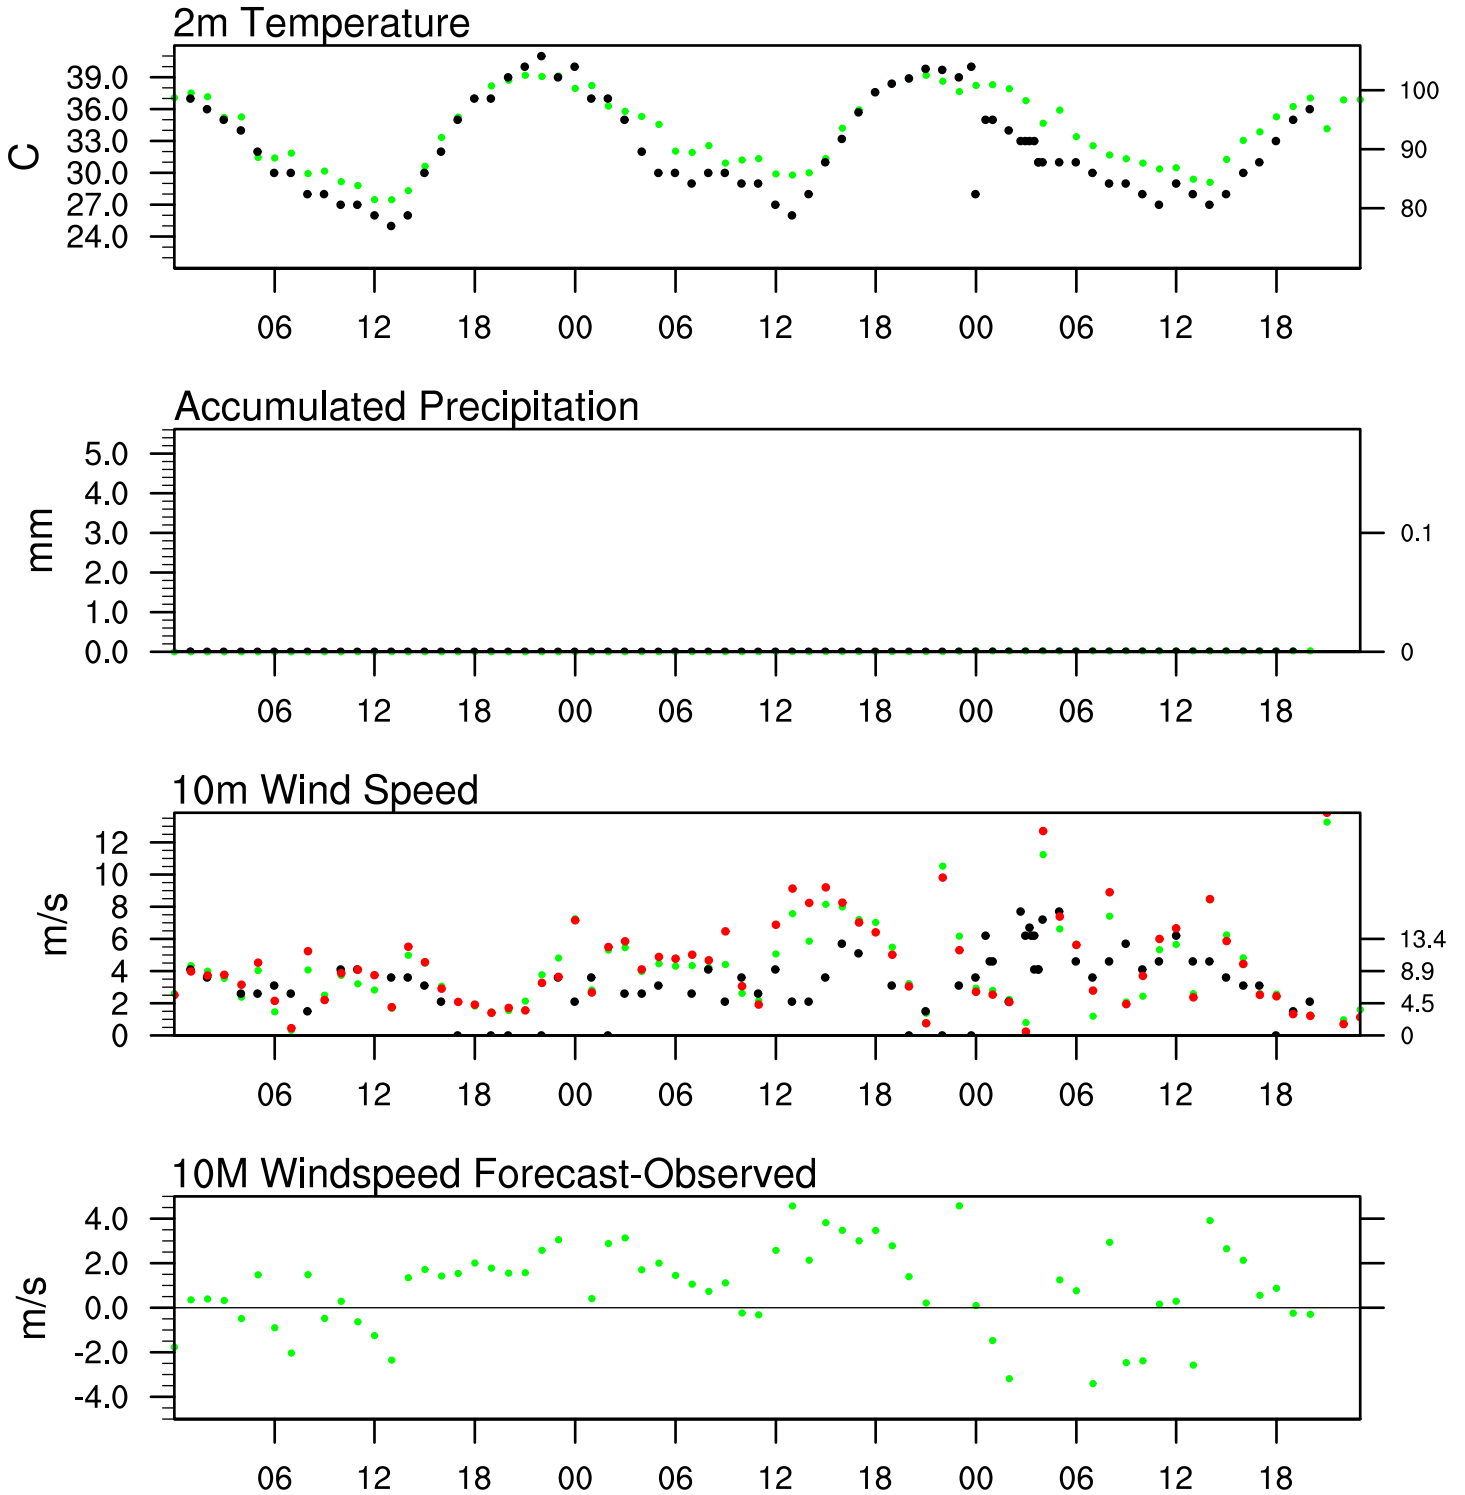 2m Temperature
39.0
36.0
33.0
30.0
27.0
24.0
C
100
90
80
06 12 18 00 06 12 18 00 06 12 18
Accumulated Precipitation
5.0
4.0
3.0
2.0
1.0
0.0
mm
0.1
0
06 12 18 00 06 12 18 00 06 12 18
10m Wind Speed
12
10
8
6
4
2
0
m/s
13.4
8.9
4.5
0
06 12 18 00 06 12 18 00 06 12 18
10M Windspeed Forecast-Observed
4.0
2.0
0.0
-2.0
-4.0
m/s
06 12 18 00 06 12 18 00 06 12 18